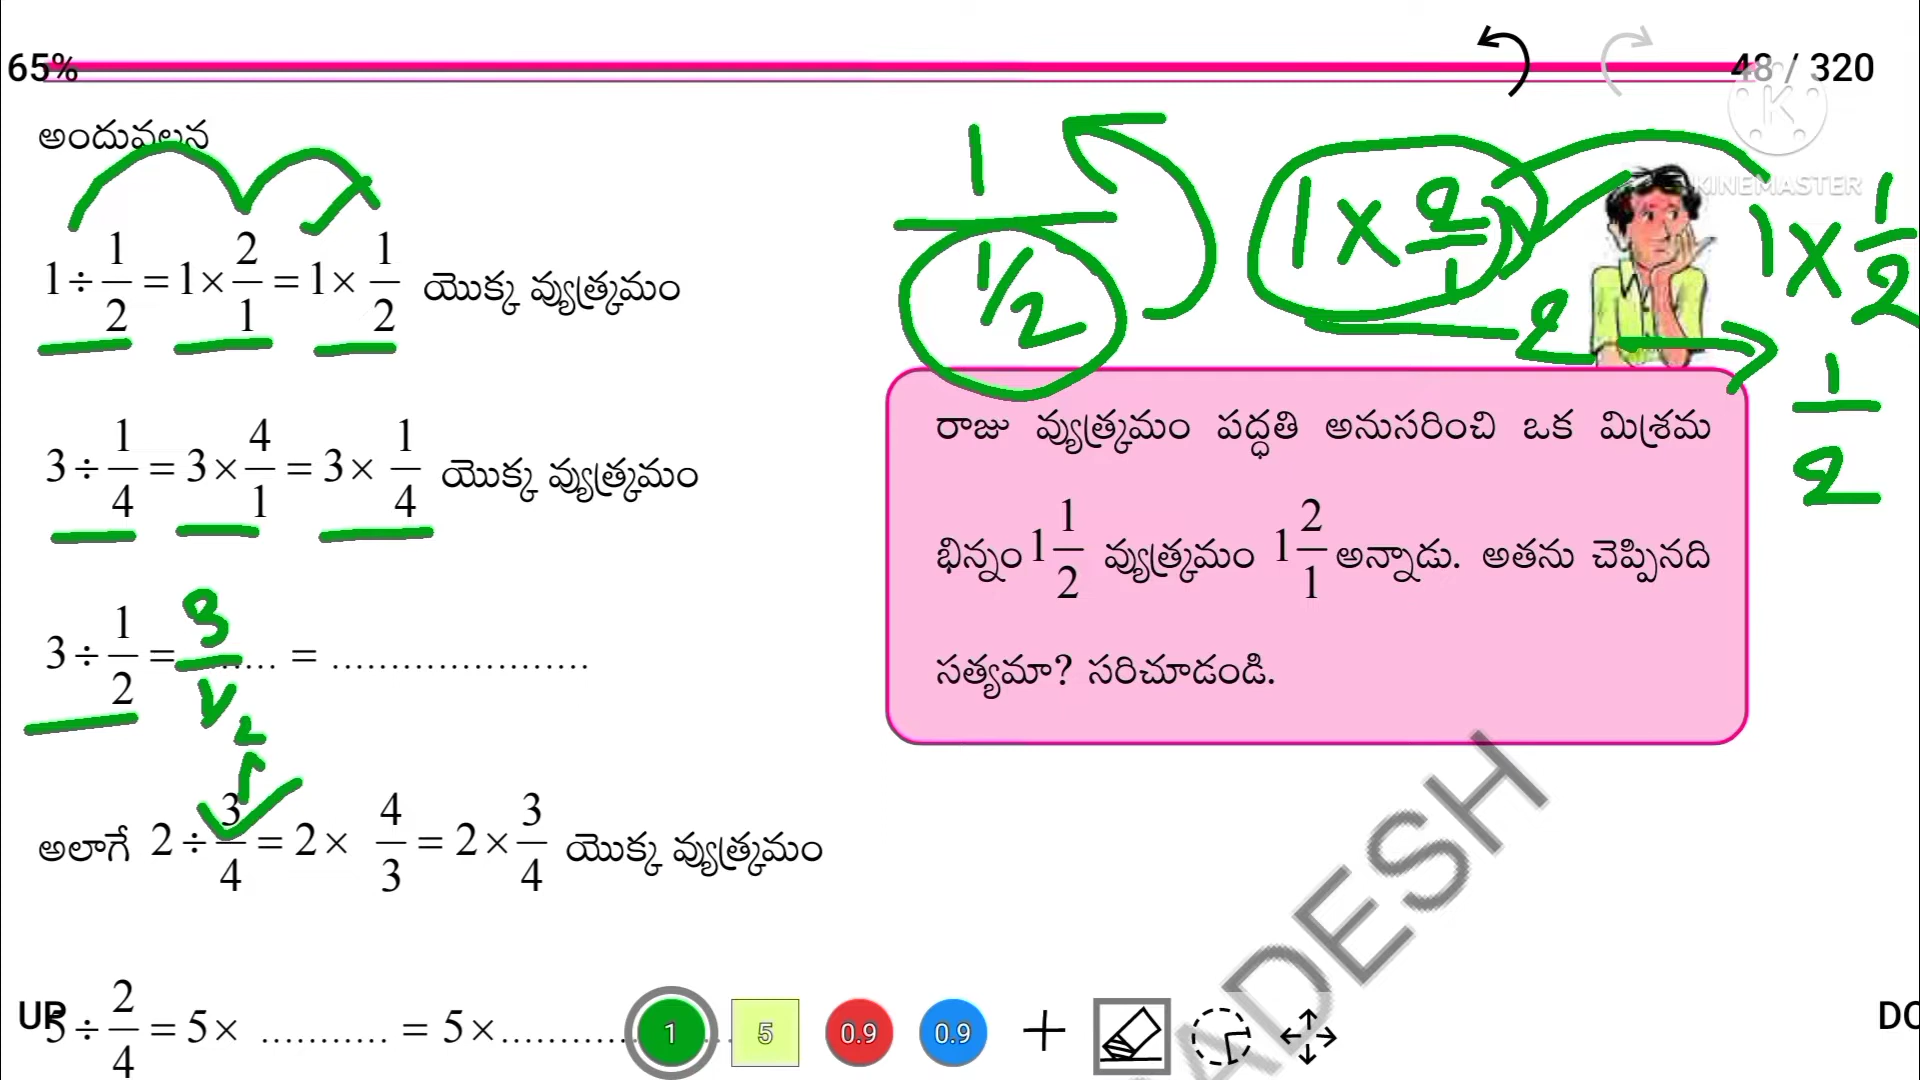 65%
48 / 320
KINEMASTER
అందువలన
1 ÷ 1/2 = 1 × 2/1 = 1 × 1/2 యొక్క వ్యుత్క్రమం
3 ÷ 1/4 = 3 × 4/1 = 3 × 1/4 యొక్క వ్యుత్క్రమం
3 ÷ 1/2 = ........ = ......................
అలాగే 2 ÷ 3/4 = 2 × 4/3 = 2 × 3/4 యొక్క వ్యుత్క్రమం
5 ÷ 2/4 = 5 × ........... = 5 × ...............
1
1/2
1 × 2/1
2
1 × 1/2
1/2
రాజు వ్యుత్క్రమం పద్ధతి అనుసరించి ఒక మిశ్రమ
భిన్నం 1 1/2 వ్యుత్క్రమం 1 2/1 అన్నాడు. అతను చెప్పినది
సత్యమా? సరిచూడండి.
ADESH
UP
1
5
0.9
0.9